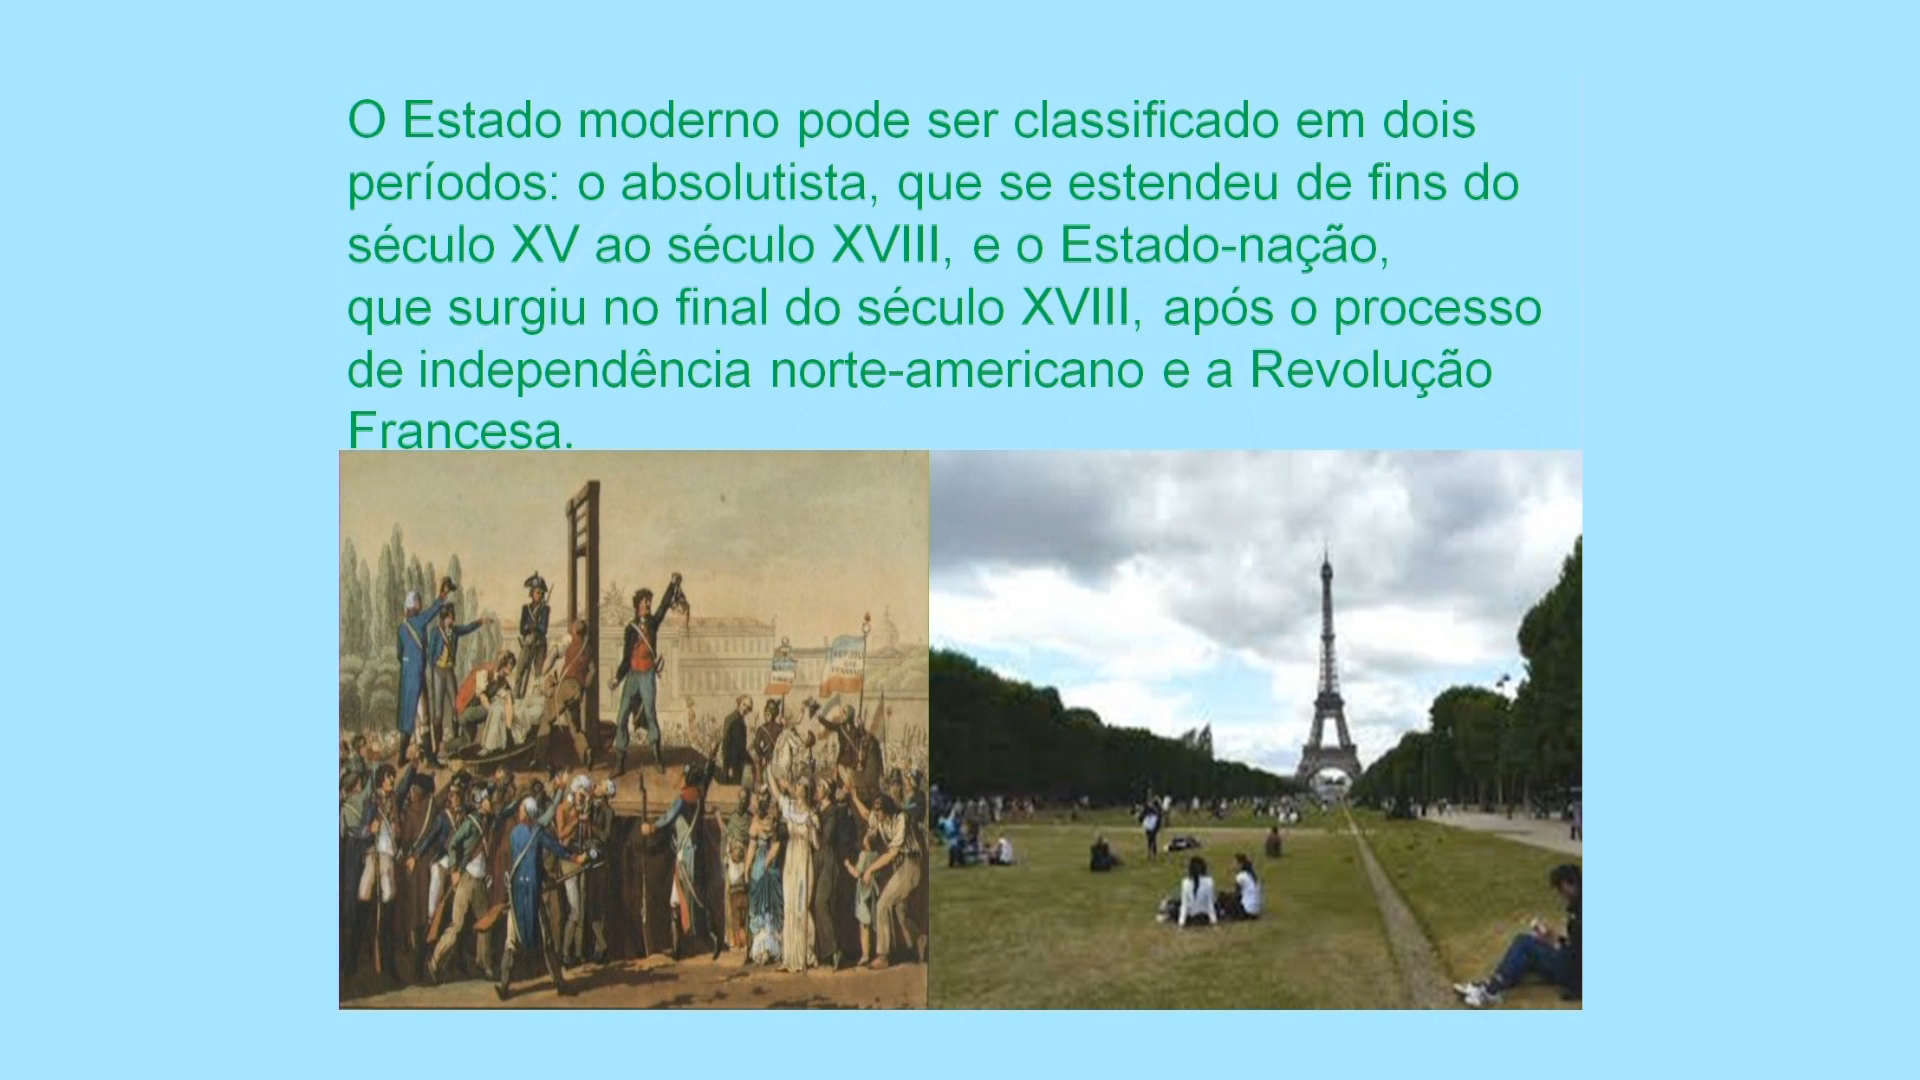 O Estado moderno pode ser classificado em dois
períodos: o absolutista, que se estendeu de fins do
século XV ao século XVIII, e o Estado-nação,
que surgiu no final do século XVIII, após o processo
de independência norte-americano e a Revolução
Francesa.